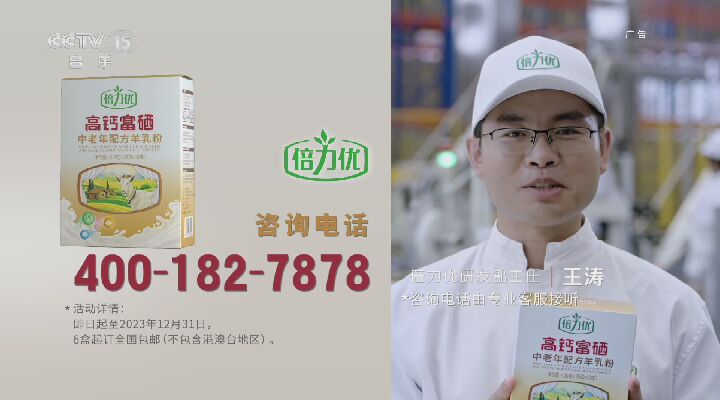 CCTV 15
音乐
广告
倍力优
倍力优
高钙富硒
中老年配方羊乳粉
倍力优
咨询电话
400-182-7878
*活动详情：
即日起至2023年12月31日，
6盒起订全国包邮（不包含港澳台地区）。
倍力优研发部主任 王涛
*咨询电话由专业客服接听
倍力优
高钙富硒
中老年配方羊乳粉